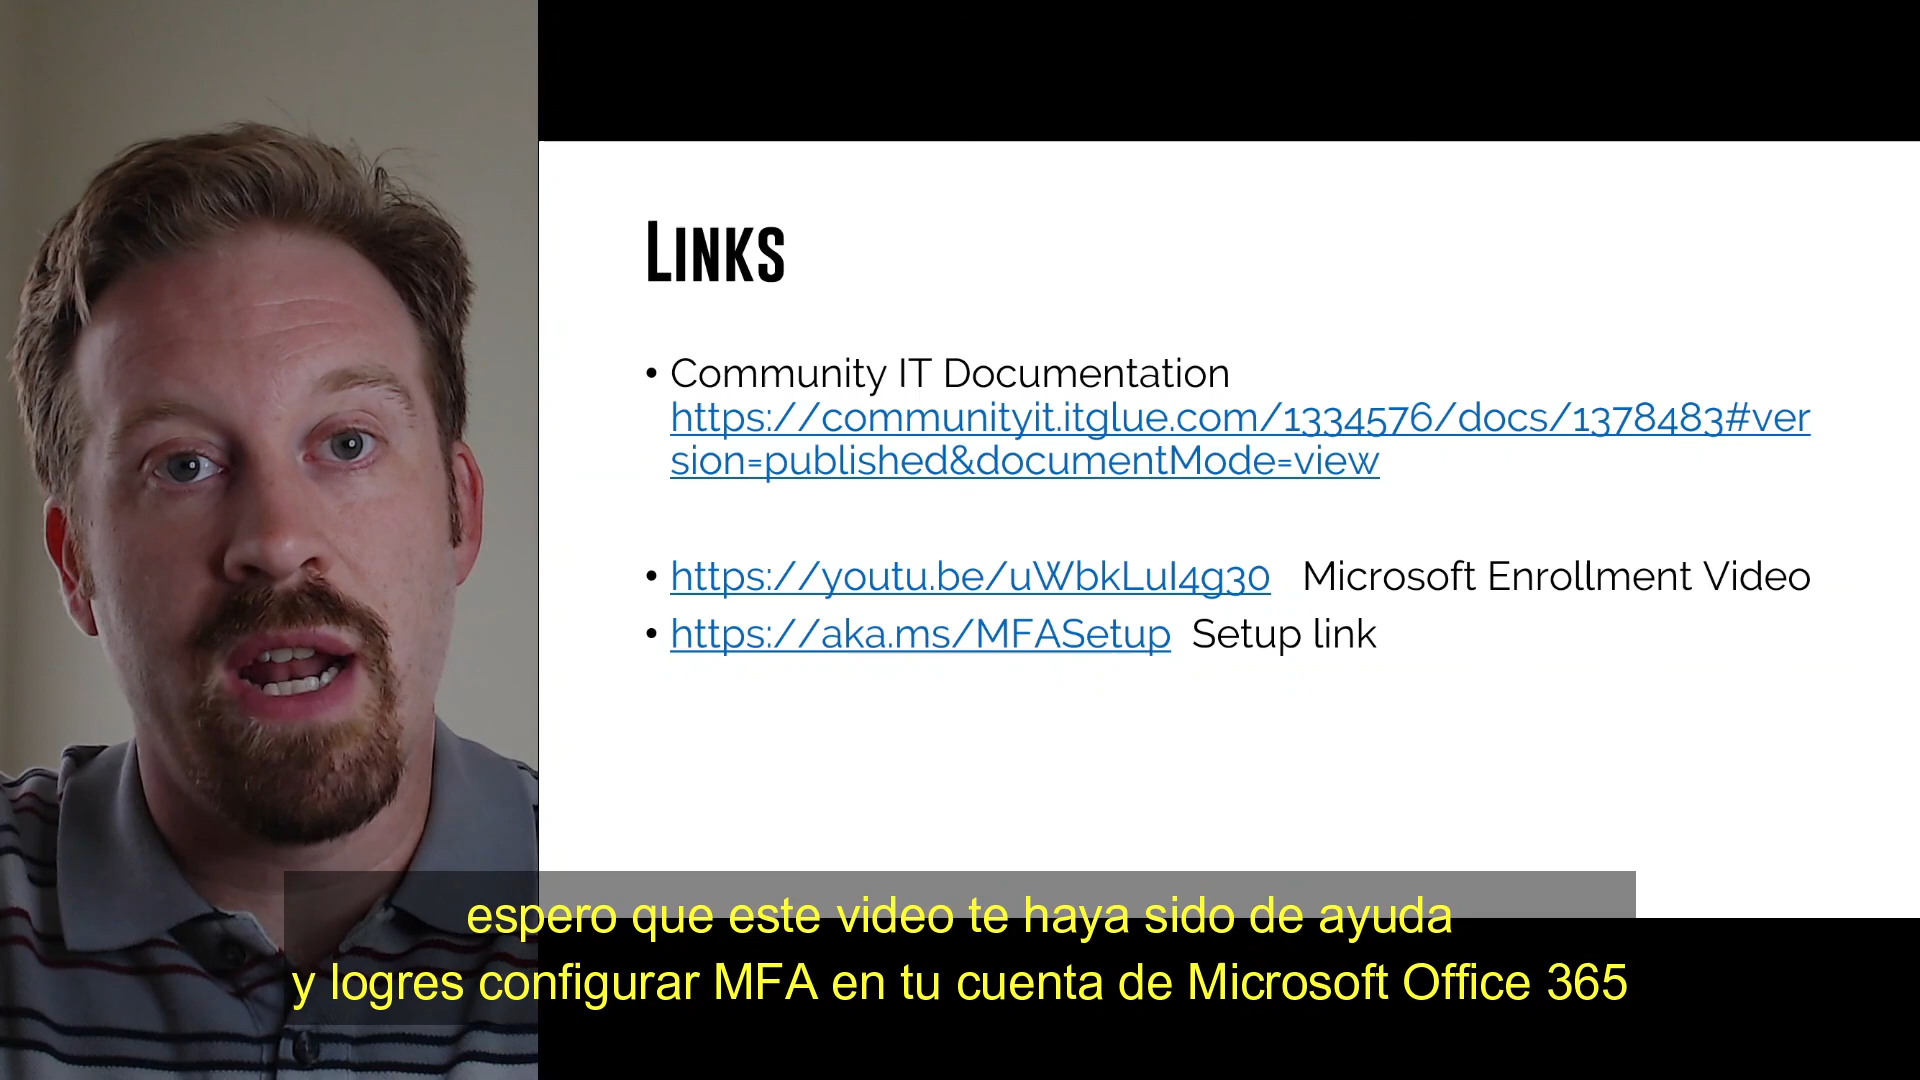 LINKS
• Community IT Documentation
https://communityit.itglue.com/1334576/docs/1378483#ver
sion=published&documentMode=view
• https://youtu.be/uWbkLuI4g30 Microsoft Enrollment Video
• https://aka.ms/MFASetup Setup link
espero que este video te haya sido de ayuda
y logres configurar MFA en tu cuenta de Microsoft Office 365